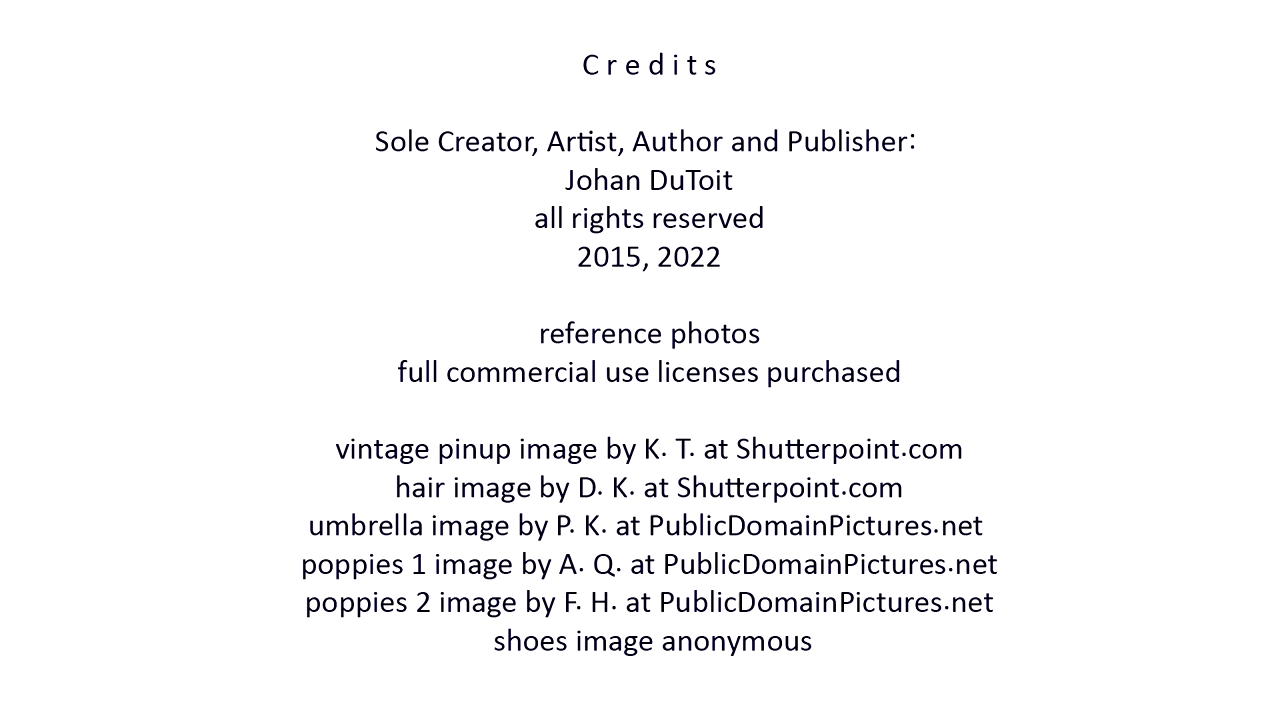 C r e d i t s
Sole Creator, Artist, Author and Publisher:
Johan DuToit
all rights reserved
2015, 2022
reference photos
full commercial use licenses purchased
vintage pinup image by K. T. at Shutterpoint.com
hair image by D. K. at Shutterpoint.com
umbrella image by P. K. at PublicDomainPictures.net
poppies 1 image by A. Q. at PublicDomainPictures.net
poppies 2 image by F. H. at PublicDomainPictures.net
shoes image anonymous